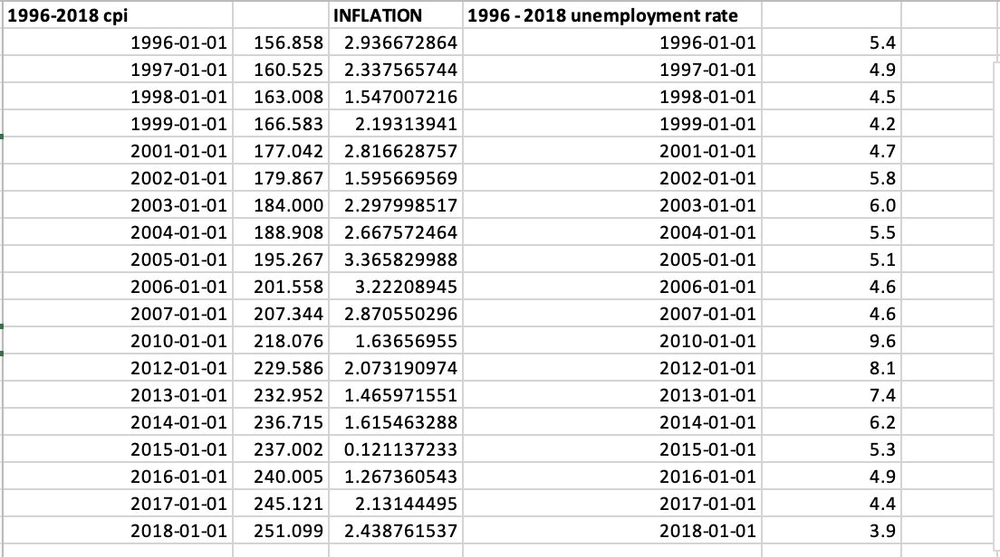 1996-2018 cpi INFLATION 1996 - 2018 unemployment rate
1996-01-01 156.858 2.936672864 1996-01-01 5.4
1997-01-01 160.525 2.337565744 1997-01-01 4.9
1998-01-01 163.008 1.547007216 1998-01-01 4.5
1999-01-01 166.583 2.19313941 1999-01-01 4.2
2001-01-01 177.042 2.816628757 2001-01-01 4.7
2002-01-01 179.867 1.595669569 2002-01-01 5.8
2003-01-01 184.000 2.297998517 2003-01-01 6.0
2004-01-01 188.908 2.667572464 2004-01-01 5.5
2005-01-01 195.267 3.365829988 2005-01-01 5.1
2006-01-01 201.558 3.22208945 2006-01-01 4.6
2007-01-01 207.344 2.870550296 2007-01-01 4.6
2010-01-01 218.076 1.63656955 2010-01-01 9.6
2012-01-01 229.586 2.073190974 2012-01-01 8.1
2013-01-01 232.952 1.465971551 2013-01-01 7.4
2014-01-01 236.715 1.615463288 2014-01-01 6.2
2015-01-01 237.002 0.121137233 2015-01-01 5.3
2016-01-01 240.005 1.267360543 2016-01-01 4.9
2017-01-01 245.121 2.13144495 2017-01-01 4.4
2018-01-01 251.099 2.438761537 2018-01-01 3.9